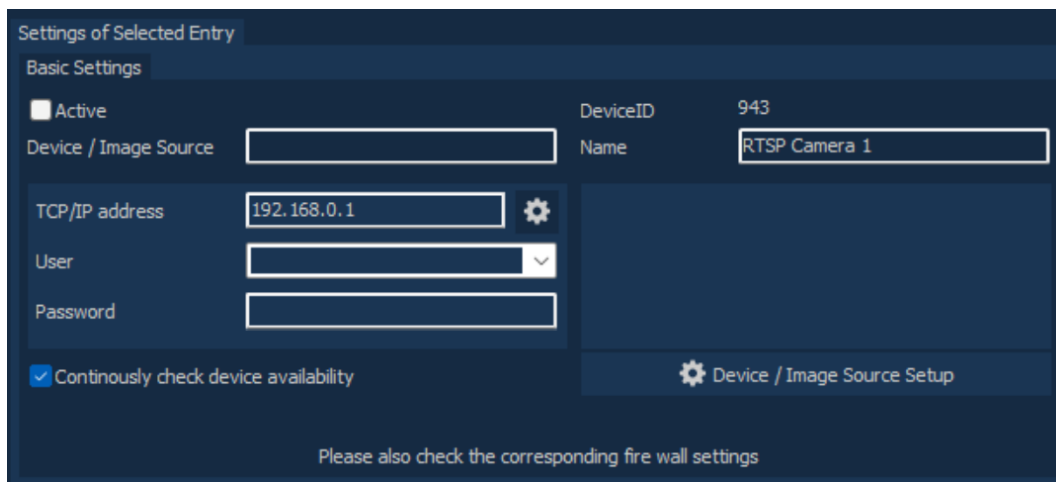 Settings of Selected Entry
Basic Settings
Active
DeviceID 943
Device / Image Source
Name RTSP Camera 1
TCP/IP address 192.168.0.1
User
Password
Continously check device availability
Device / Image Source Setup
Please also check the corresponding fire wall settings